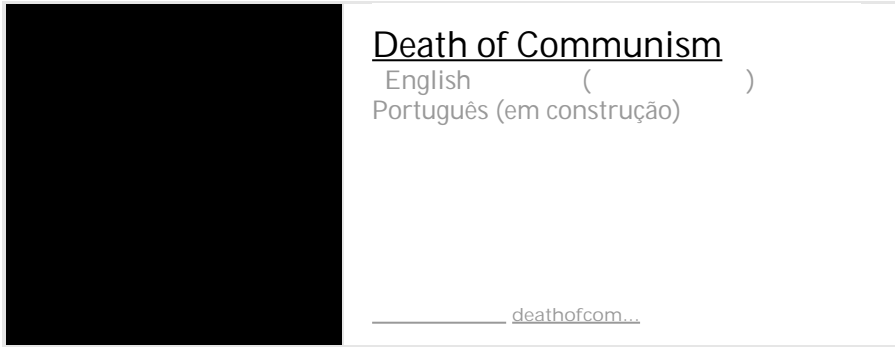 Death of Communism
English ( )
Português (em construção)
deathofcom...